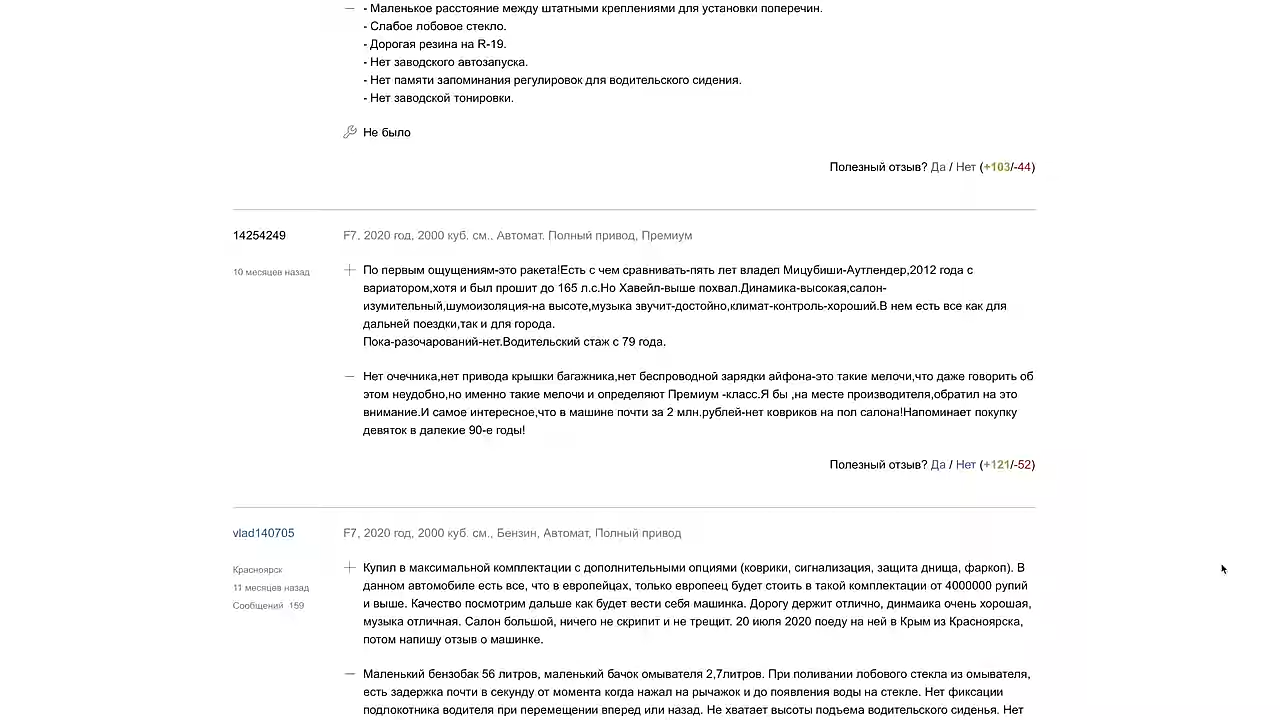 - Маленькое расстояние между штатными креплениями для установки поперечин.
- Слабое лобовое стекло.
- Дорогая резина на R-19.
- Нет заводского автозапуска.
- Нет памяти запоминания регулировок для водительского сидения.
- Нет заводской тонировки.
Не было
Полезный отзыв? Да / Нет (+103/-44)
14254249
F7, 2020 год, 2000 куб. см., Автомат, Полный привод, Премиум
10 месяцев назад
По первым ощущениям-это ракета!Есть с чем сравнивать-пять лет владел Мицубиши-Аутлендер,2012 года с
вариатором,хотя и был прошит до 165 л.с.Но Хавейл-выше похвал.Динамика-высокая,салон-
изумительный,шумоизоляция-на высоте,музыка звучит-достойно,климат-контроль-хороший.В нем есть все как для
дальней поездки,так и для города.
Пока-разочарований-нет.Водительский стаж с 79 года.
Нет очечника,нет привода крышки багажника,нет беспроводной зарядки айфона-это такие мелочи,что даже говорить об
этом неудобно,но именно такие мелочи и определяют Премиум -класс.Я бы ,на месте производителя,обратил на это
внимание.И самое интересное,что в машине почти за 2 млн.рублей-нет ковриков на пол салона!Напоминает покупку
девяток в далекие 90-е годы!
Полезный отзыв? Да / Нет (+121/-52)
vlad140705
F7, 2020 год, 2000 куб. см., Бензин, Автомат, Полный привод
Красноярск
11 месяцев назад
Сообщений 159
Купил в максимальной комплектации с дополнительными опциями (коврики, сигнализация, защита днища, фаркоп). В
данном автомобиле есть все, что в европейцах, только европеец будет стоить в такой комплектации от 4000000 рупий
и выше. Качество посмотрим дальше как будет вести себя машинка. Дорогу держит отлично, динмаика очень хорошая,
музыка отличная. Салон большой, ничего не скрипит и не трещит. 20 июля 2020 поеду на ней в Крым из Красноярска,
потом напишу отзыв о машинке.
Маленький бензобак 56 литров, маленький бачок омывателя 2,7литров. При поливании лобового стекла из омывателя,
есть задержка почти в секунду от момента когда нажал на рычажок и до появления воды на стекле. Нет фиксации
подлокотника водителя при перемещении вперед или назад. Не хватает высоты подъема водительского сиденья. Нет